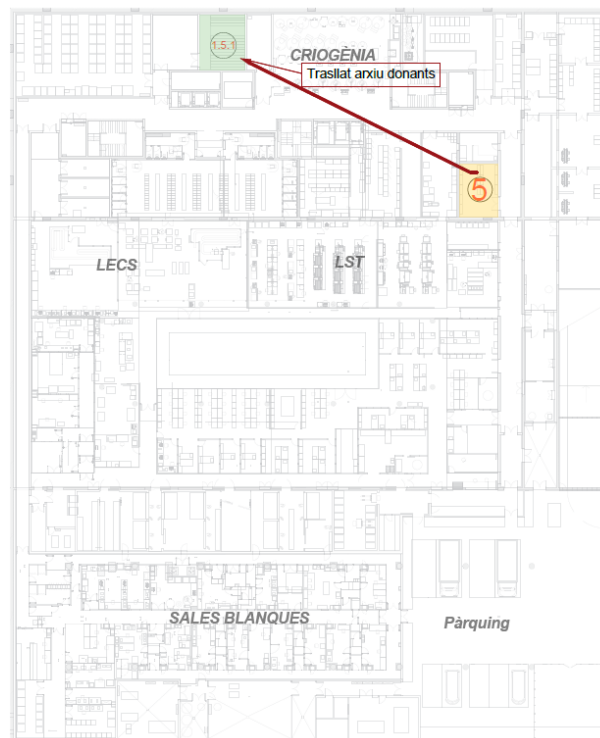 1.5.1
CRIOGÈNIA
Trasllat arxiu donants
5
LECS
LST
SALES BLANQUES
Pàrquing